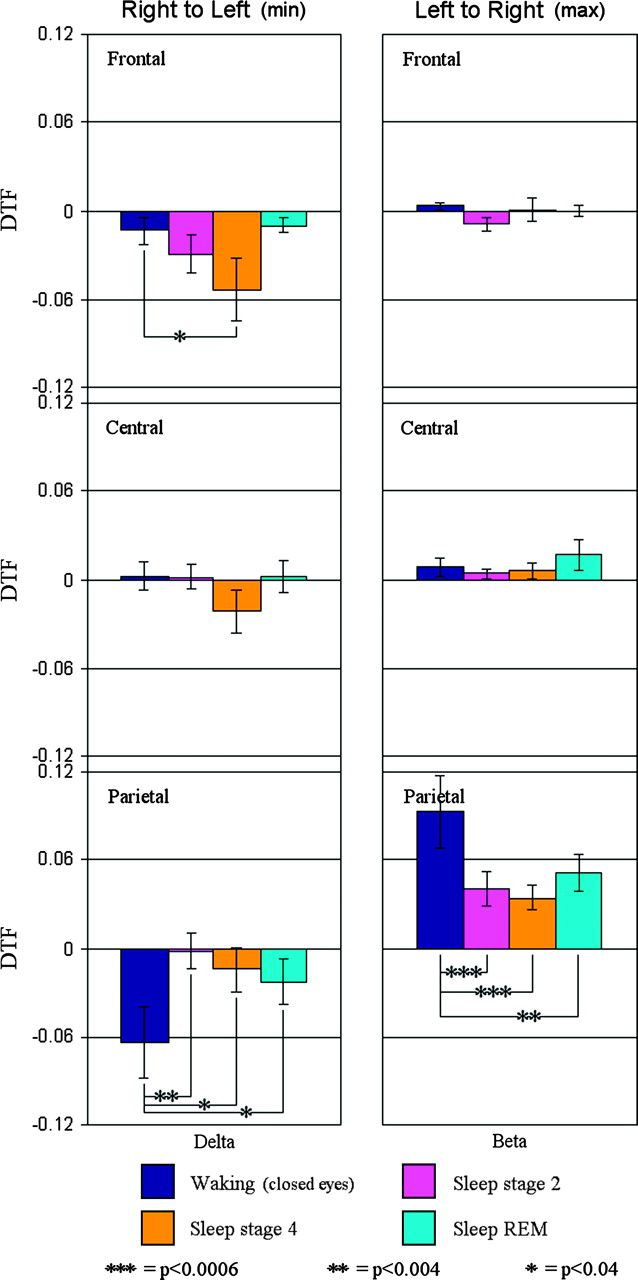 Right to Left (min) Left to Right (max)
0.12
Frontal Frontal
0.06
DTF
0
-0.06
*
-0.12
0.12
Central Central
0.06
DTF
0
-0.06
-0.12
0.12
Parietal Parietal
0.06
DTF
0
***
***
**
-0.06
**
*
*
-0.12
Delta Beta
Waking (closed eyes) Sleep stage 2
Sleep stage 4 Sleep REM
*** = p<0.0006 ** = p<0.004 * = p<0.04